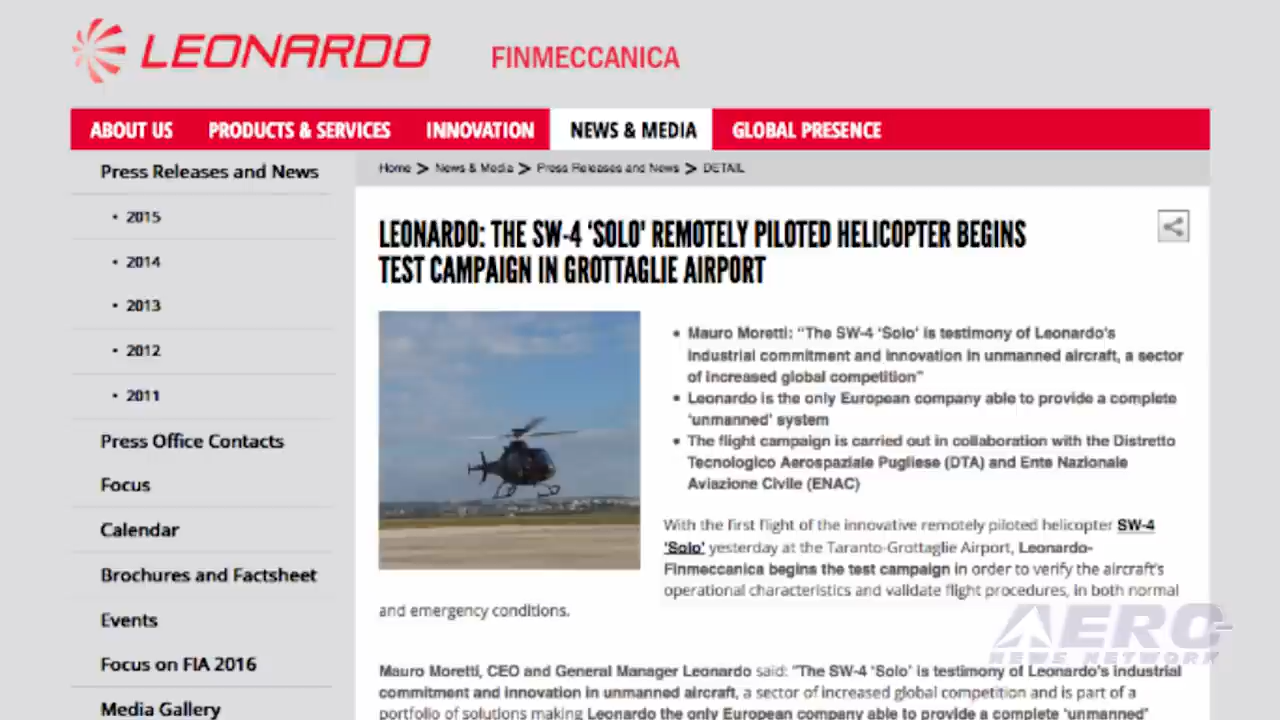 LEONARDO FINMECCANICA
ABOUT US PRODUCTS & SERVICES INNOVATION NEWS & MEDIA GLOBAL PRESENCE
Press Releases and News
• 2015
• 2014
• 2013
• 2012
• 2011
Press Office Contacts
Focus
Calendar
Brochures and Factsheet
Events
Focus on FIA 2016
Media Gallery
Home > News & Media > Press Releases and News > DETAIL
LEONARDO: THE SW-4 ‘SOLO’ REMOTELY PILOTED HELICOPTER BEGINS
TEST CAMPAIGN IN GROTTAGLIE AIRPORT
• Mauro Moretti: “The SW-4 ‘Solo’ is testimony of Leonardo’s
industrial commitment and innovation in unmanned aircraft, a sector
of increased global competition”
• Leonardo is the only European company able to provide a complete
‘unmanned’ system
• The flight campaign is carried out in collaboration with the Distretto
Tecnologico Aerospaziale Pugliese (DTA) and Ente Nazionale
Aviazione Civile (ENAC)
With the first flight of the innovative remotely piloted helicopter SW-4
‘Solo’ yesterday at the Taranto-Grottaglie Airport, Leonardo-
Finmeccanica begins the test campaign in order to verify the aircraft’s
operational characteristics and validate flight procedures, in both normal
and emergency conditions.
Mauro Moretti, CEO and General Manager Leonardo said: “The SW-4 ‘Solo’ is testimony of Leonardo’s industrial
commitment and innovation in unmanned aircraft, a sector of increased global competition and is part of a
portfolio of solutions making Leonardo the only European company able to provide a complete ‘unmanned’
AERO
NEWS NETWORK